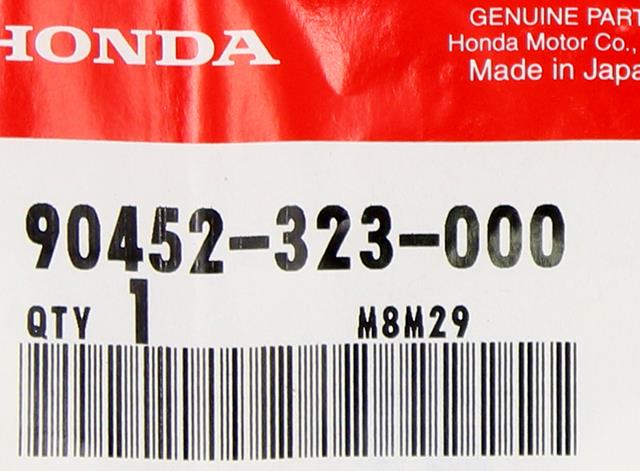 HONDA
GENUINE PART
Honda Motor Co.,
Made in Japa
90452-323-000
QTY 1 M8M29